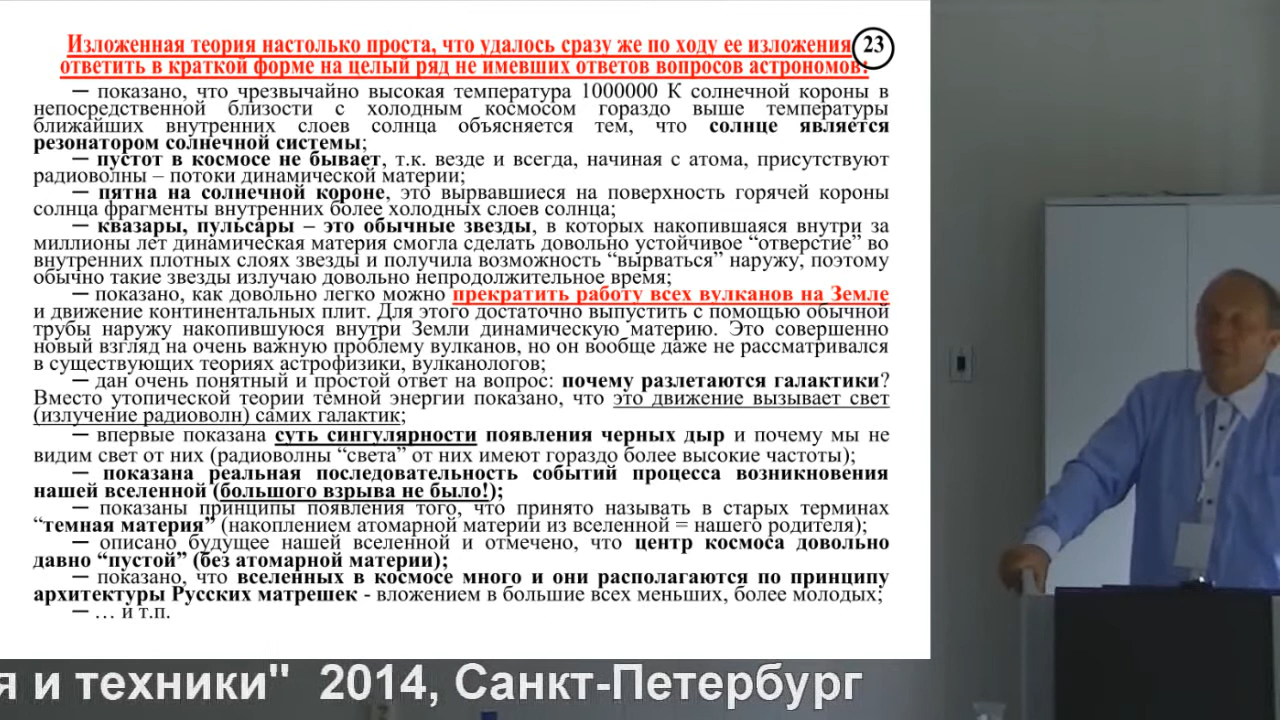 Изложенная теория настолько проста, что удалось сразу же по ходу ее изложения
23
ответить в краткой форме на целый ряд не имевших ответов вопросов астрономов:
─ показано, что чрезвычайно высокая температура 1000000 К солнечной короны в
непосредственной близости с холодным космосом гораздо выше температуры
ближайших внутренних слоев солнца объясняется тем, что солнце является
резонатором солнечной системы;
─ пустот в космосе не бывает, т.к. везде и всегда, начиная с атома, присутствуют
радиоволны – потоки динамической материи;
─ пятна на солнечной короне, это вырвавшиеся на поверхность горячей короны
солнца фрагменты внутренних более холодных слоев солнца;
─ квазары, пульсары – это обычные звезды, в которых накопившаяся внутри за
миллионы лет динамическая материя смогла сделать довольно устойчивое “отверстие” во
внутренних плотных слоях звезды и получила возможность “вырваться” наружу, поэтому
обычно такие звезды излучаю довольно непродолжительное время;
─ показано, как довольно легко можно прекратить работу всех вулканов на Земле
и движение континентальных плит. Для этого достаточно выпустить с помощью обычной
трубы наружу накопившуюся внутри Земли динамическую материю. Это совершенно
новый взгляд на очень важную проблему вулканов, но он вообще даже не рассматривался
в существующих теориях астрофизики, вулканологов;
─ дан очень понятный и простой ответ на вопрос: почему разлетаются галактики?
Вместо утопической теории темной энергии показано, что это движение вызывает свет
(излучение радиоволн) самих галактик;
─ впервые показана суть сингулярности появления черных дыр и почему мы не
видим свет от них (радиоволны “света” от них имеют гораздо более высокие частоты);
─ показана реальная последовательность событий процесса возникновения
нашей вселенной (большого взрыва не было!);
─ показаны принципы появления того, что принято называть в старых терминах
“темная материя” (накоплением атомарной материи из вселенной = нашего родителя);
─ описано будущее нашей вселенной и отмечено, что центр космоса довольно
давно “пустой” (без атомарной материи);
─ показано, что вселенных в космосе много и они располагаются по принципу
архитектуры Русских матрешек - вложением в большие всех меньших, более молодых;
─ … и т.п.
я и техники" 2014, Санкт-Петербург